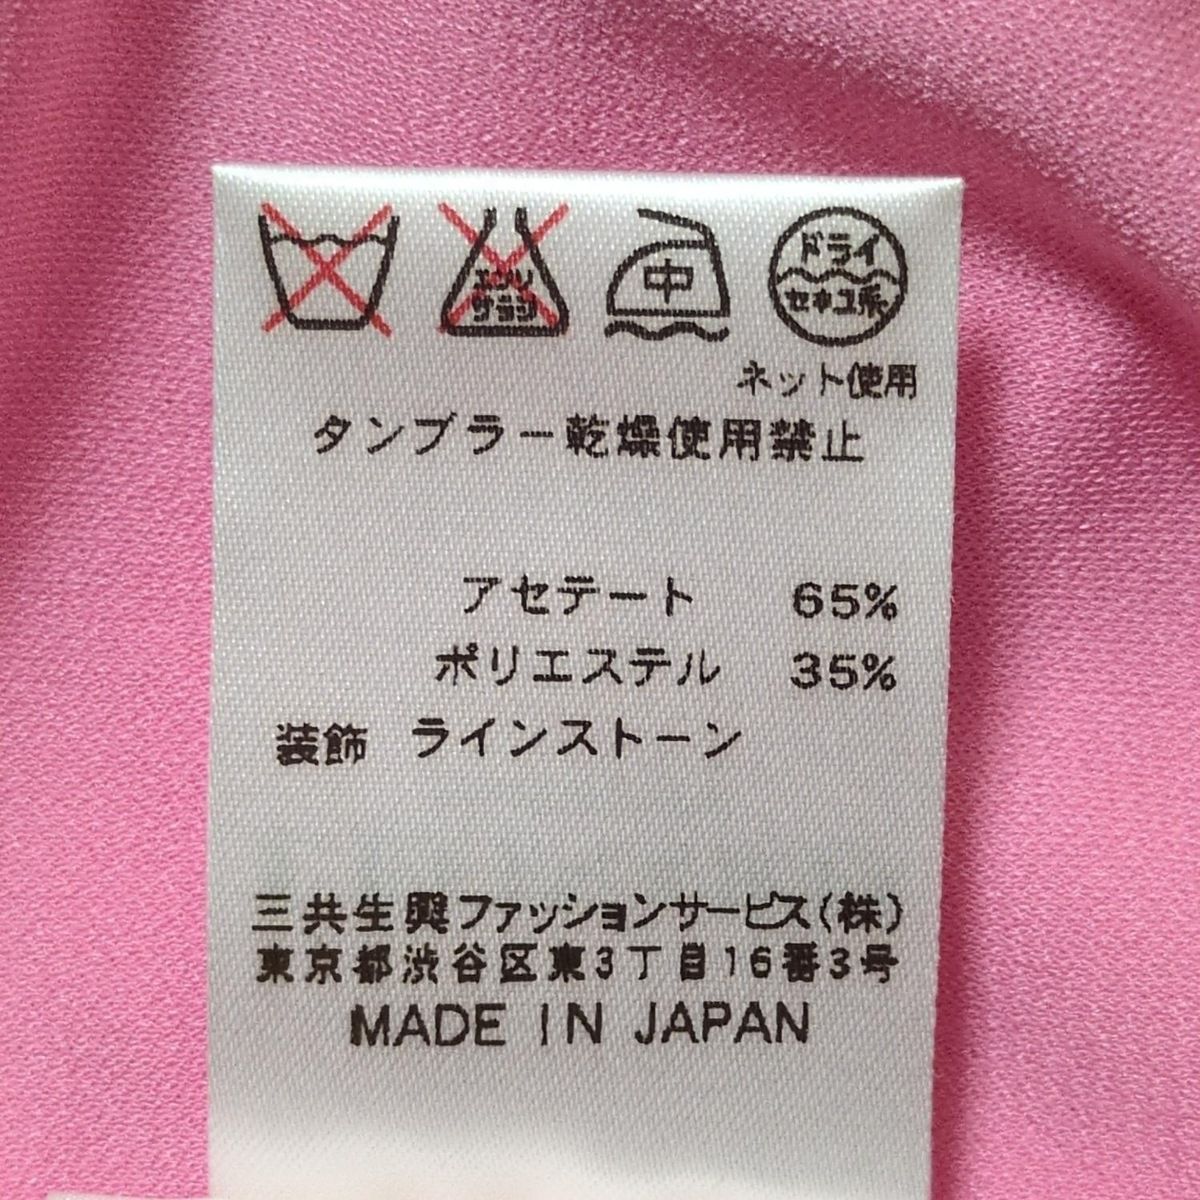 エンソ
サラシ
中
ドライ
セキユ系
ネット使用
タンブラー乾燥使用禁止
アセテート 65%
ポリエステル 35%
装飾 ラインストーン
三共生興ファッションサービス(株)
東京都渋谷区東3丁目16番3号
MADE IN JAPAN